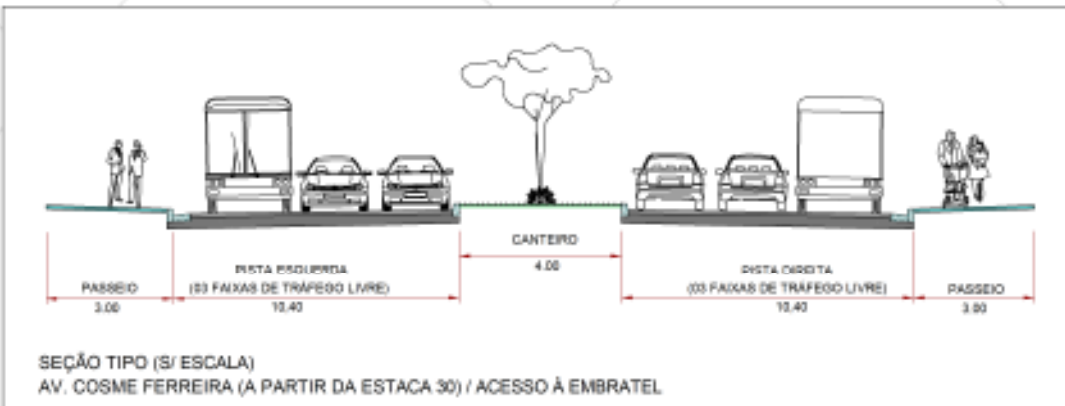 CANTEIRO
4.00
PISTA ESQUERDA
(03 FAIXAS DE TRÁFEGO LIVRE)
10,40
PISTA DIREITA
(03 FAIXAS DE TRÁFEGO LIVRE)
10,40
PASSEIO
3.00
PASSEIO
3.00
SEÇÃO TIPO (S/ ESCALA)
AV. COSME FERREIRA (A PARTIR DA ESTACA 30) / ACESSO À EMBRATEL